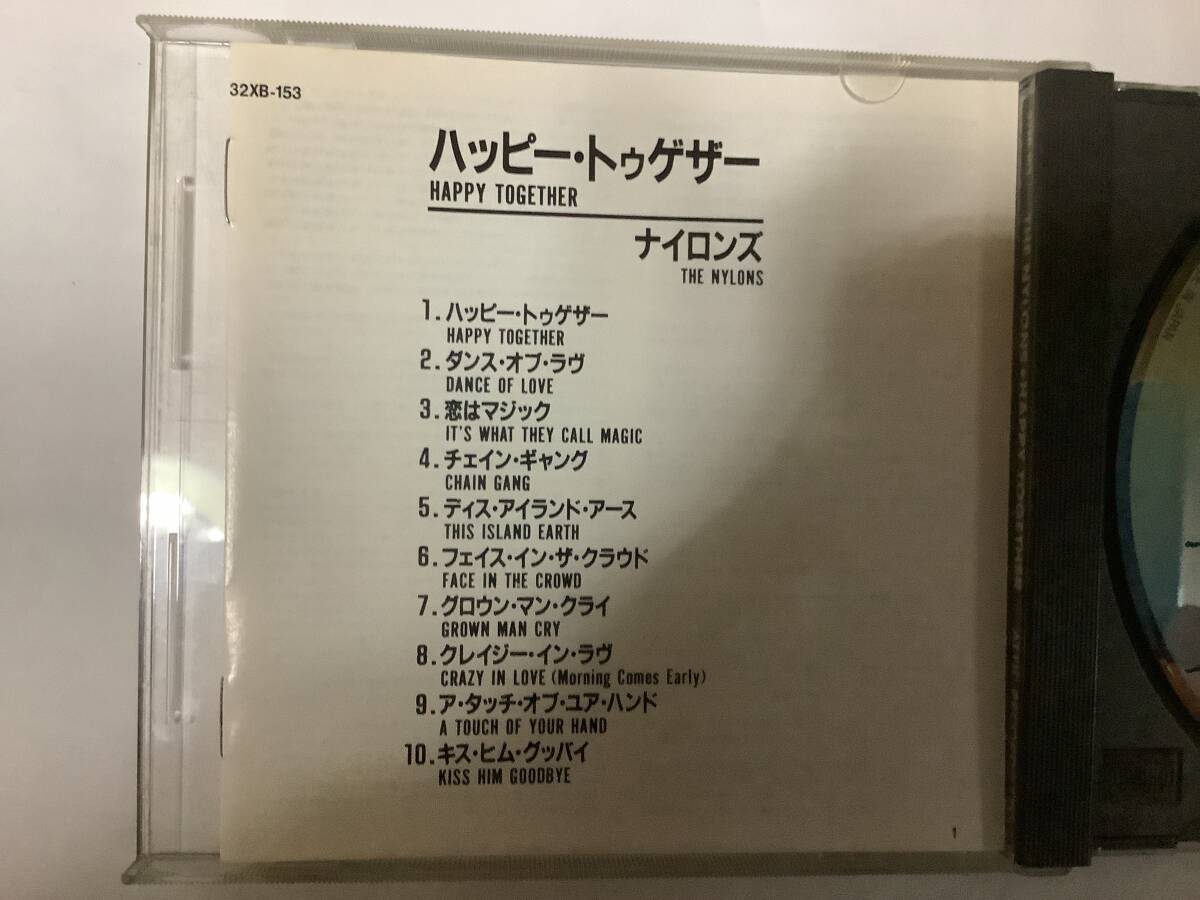 32XB-153
ハッピー・トゥゲザー
HAPPY TOGETHER
ナイロンズ
THE NYLONS
1.ハッピー・トゥゲザー
HAPPY TOGETHER
2.ダンス・オブ・ラヴ
DANCE OF LOVE
3.恋はマジック
IT'S WHAT THEY CALL MAGIC
4.チェイン・ギャング
CHAIN GANG
5.ディス・アイランド・アース
THIS ISLAND EARTH
6.フェイス・イン・ザ・クラウド
FACE IN THE CROWD
7.グロウン・マン・クライ
GROWN MAN CRY
8.クレイジー・イン・ラヴ
CRAZY IN LOVE (Morning Comes Early)
9.ア・タッチ・オブ・ユア・ハンド
A TOUCH OF YOUR HAND
10.キス・ヒム・グッバイ
KISS HIM GOODBYE
1
THE NYLONS HAPPY TOGETHER
JAPAN